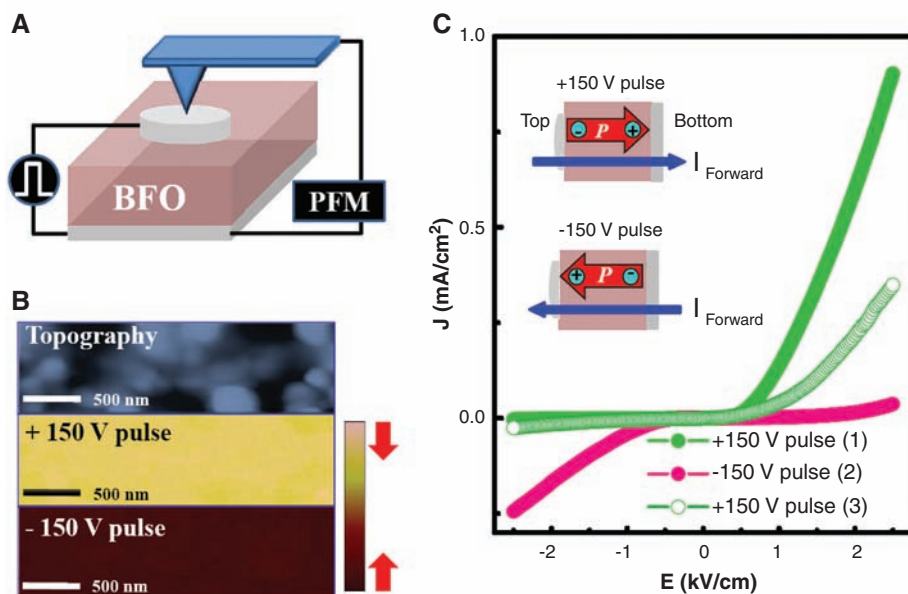 A
BFO
PFM
B
Topography
500 nm
+ 150 V pulse
500 nm
- 150 V pulse
500 nm
C
J (mA/cm²)
1.0
0.5
0.0
+150 V pulse
Top
- P +
Bottom
I Forward
-150 V pulse
+ P -
I Forward
+150 V pulse (1)
-150 V pulse (2)
+150 V pulse (3)
-2 -1 0 1 2
E (kV/cm)